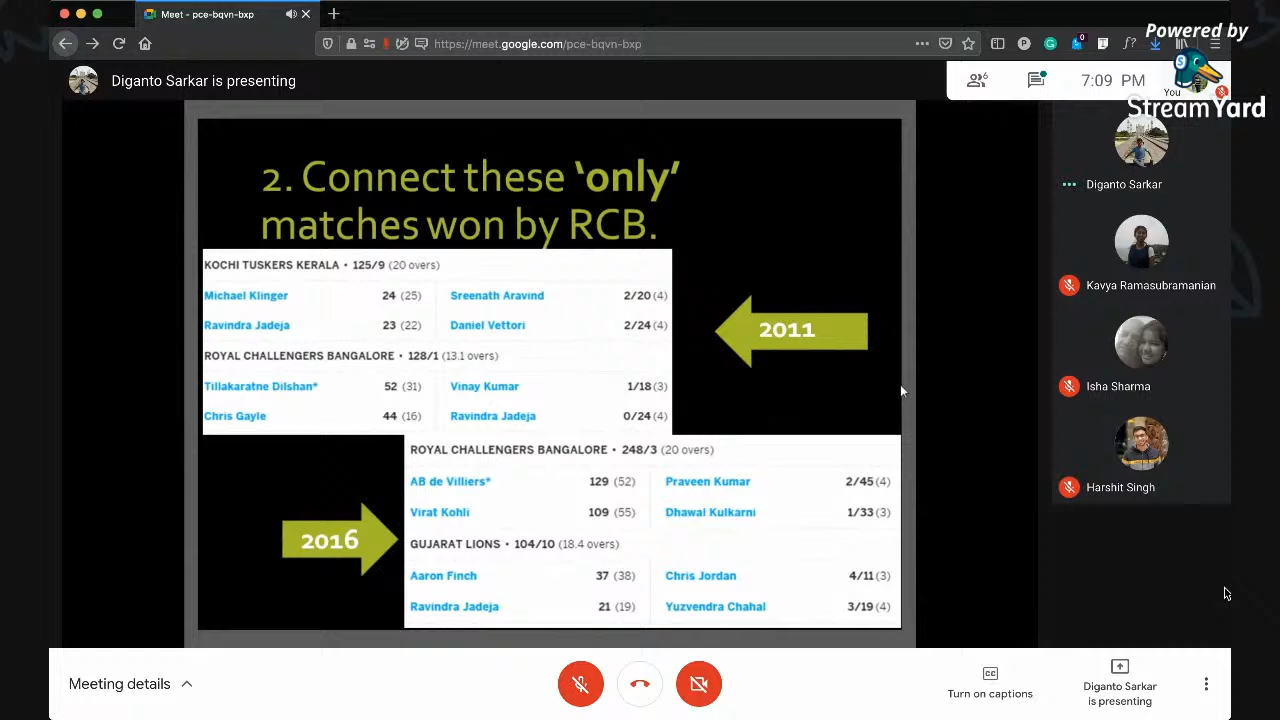 Meet - pce-bqvn-bxp
https://meet.google.com/pce-bqvn-bxp
Powered by
StreamYard
Diganto Sarkar is presenting
6
7:09 PM
You
2. Connect these ‘only’
matches won by RCB.
KOCHI TUSKERS KERALA • 125/9 (20 overs)
Michael Klinger 24 (25) Sreenath Aravind 2/20 (4)
Ravindra Jadeja 23 (22) Daniel Vettori 2/24 (4)
ROYAL CHALLENGERS BANGALORE • 128/1 (13.1 overs)
Tillakaratne Dilshan* 52 (31) Vinay Kumar 1/18 (3)
Chris Gayle 44 (16) Ravindra Jadeja 0/24 (4)
2011
ROYAL CHALLENGERS BANGALORE • 248/3 (20 overs)
AB de Villiers* 129 (52) Praveen Kumar 2/45 (4)
Virat Kohli 109 (55) Dhawal Kulkarni 1/33 (3)
GUJARAT LIONS • 104/10 (18.4 overs)
Aaron Finch 37 (38) Chris Jordan 4/11 (3)
Ravindra Jadeja 21 (19) Yuzvendra Chahal 3/19 (4)
2016
Diganto Sarkar
Kavya Ramasubramanian
Isha Sharma
Harshit Singh
Meeting details
Turn on captions
Diganto Sarkar
is presenting